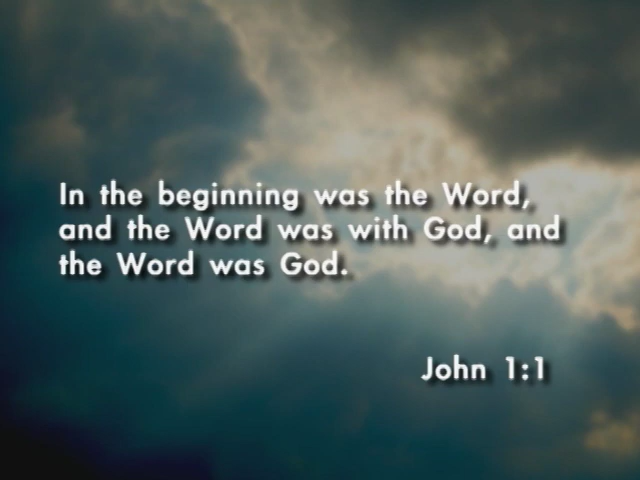 In the beginning was the Word,
and the Word was with God, and
the Word was God.
John 1:1